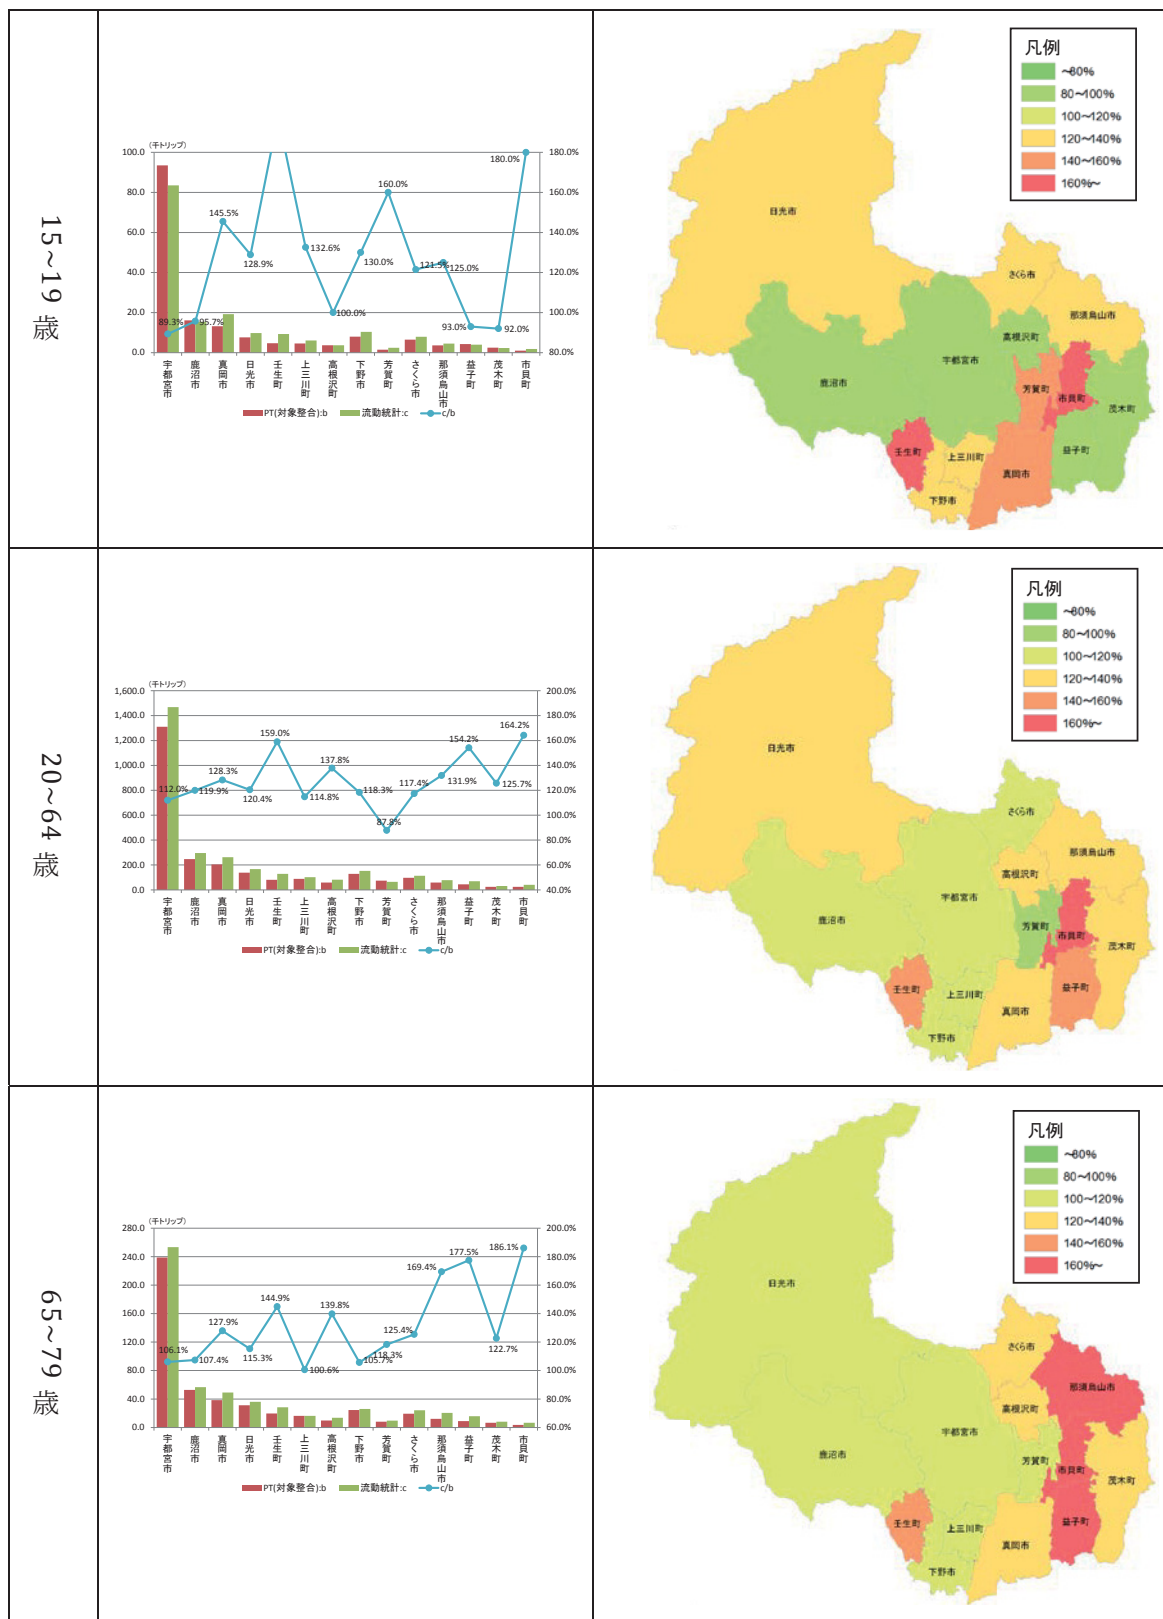 15~19 歳
(千トリップ)
100.0
80.0
60.0
40.0
20.0
0.0
180.0%
160.0%
140.0%
120.0%
100.0%
80.0%
89.3%
95.7%
145.5%
128.9%
132.6%
100.0%
130.0%
160.0%
121.5%
125.0%
93.0%
92.0%
180.0%
宇都宮市
鹿沼市
真岡市
日光市
壬生町
上三川町
高根沢町
下野市
芳賀町
さくら市
那須烏山市
益子町
茂木町
市貝町
PT(対象整合):b 流動統計:c c/b
凡例
~80%
80~100%
100~120%
120~140%
140~160%
160%~
日光市
さくら市
那須烏山市
高根沢町
宇都宮市
鹿沼市
芳賀町
市貝町
茂木町
壬生町
上三川町
益子町
真岡市
下野市
20~64 歳
(千トリップ)
1,600.0
1,400.0
1,200.0
1,000.0
800.0
600.0
400.0
200.0
0.0
200.0%
180.0%
160.0%
140.0%
120.0%
100.0%
80.0%
60.0%
40.0%
112.0%
119.9%
128.3%
120.4%
159.0%
114.8%
137.8%
118.3%
87.8%
117.4%
131.9%
154.2%
125.7%
164.2%
宇都宮市
鹿沼市
真岡市
日光市
壬生町
上三川町
高根沢町
下野市
芳賀町
さくら市
那須烏山市
益子町
茂木町
市貝町
PT(対象整合):b 流動統計:c c/b
凡例
~80%
80~100%
100~120%
120~140%
140~160%
160%~
日光市
さくら市
那須烏山市
高根沢町
宇都宮市
鹿沼市
芳賀町
市貝町
茂木町
壬生町
上三川町
益子町
真岡市
下野市
65~79 歳
(千トリップ)
280.0
240.0
200.0
160.0
120.0
80.0
40.0
0.0
200.0%
180.0%
160.0%
140.0%
120.0%
100.0%
80.0%
60.0%
106.1%
107.4%
127.9%
115.3%
144.9%
100.6%
139.8%
105.7%
118.3%
125.4%
169.4%
177.5%
122.7%
186.1%
宇都宮市
鹿沼市
真岡市
日光市
壬生町
上三川町
高根沢町
下野市
芳賀町
さくら市
那須烏山市
益子町
茂木町
市貝町
PT(対象整合):b 流動統計:c c/b
凡例
~80%
80~100%
100~120%
120~140%
140~160%
160%~
日光市
さくら市
那須烏山市
高根沢町
宇都宮市
鹿沼市
芳賀町
市貝町
茂木町
壬生町
上三川町
益子町
真岡市
下野市